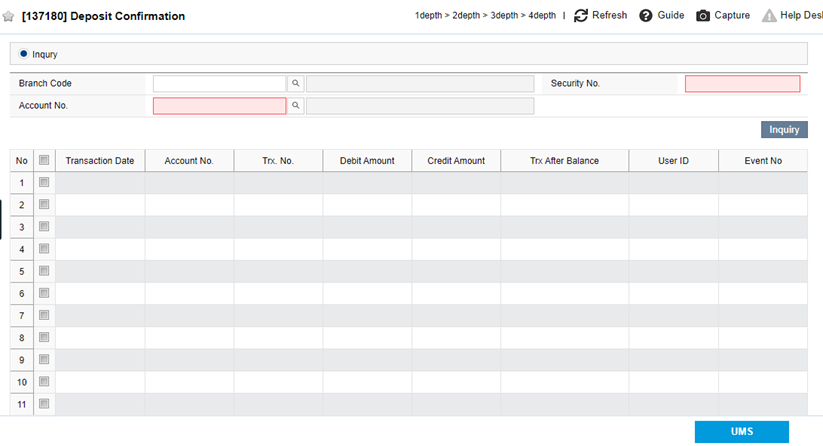 [137180] Deposit Confirmation 1depth > 2depth > 3depth > 4depth | Refresh Guide Capture Help Des
Inqury
Branch Code Security No.
Account No.
Inquiry
No Transaction Date Account No. Trx. No. Debit Amount Credit Amount Trx After Balance User ID Event No
1
2
3
4
5
6
7
8
9
10
11
UMS